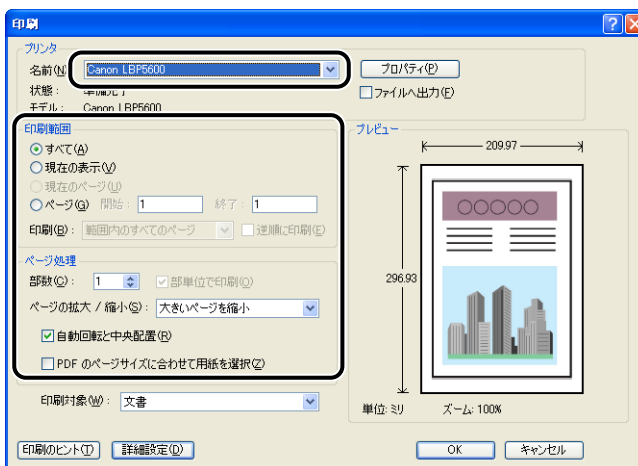 印刷
プリンタ
名前(N): Canon LBP5600 プロパティ(P)
状態: 準備完了 ファイルへ出力(F)
モデル: Canon LBP5600
印刷範囲
すべて(A)
現在の表示(V)
現在のページ(U)
ページ(G) 開始: 1 終了: 1
印刷(B): 範囲内のすべてのページ 逆順に印刷(E)
ページ処理
部数(C): 1 部単位で印刷(O)
ページの拡大 / 縮小(S): 大きいページを縮小
自動回転と中央配置(R)
PDF のページサイズに合わせて用紙を選択(Z)
印刷対象(W): 文書
プレビュー
209.97
296.93
○○○○○
単位: ミリ ズーム: 100%
印刷のヒント(T) 詳細設定(D) OK キャンセル